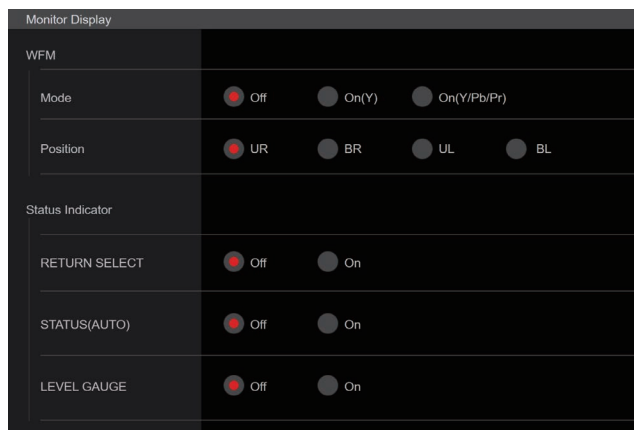 Monitor Display
WFM
Mode Off On(Y) On(Y/Pb/Pr)
Position UR BR UL BL
Status Indicator
RETURN SELECT Off On
STATUS(AUTO) Off On
LEVEL GAUGE Off On